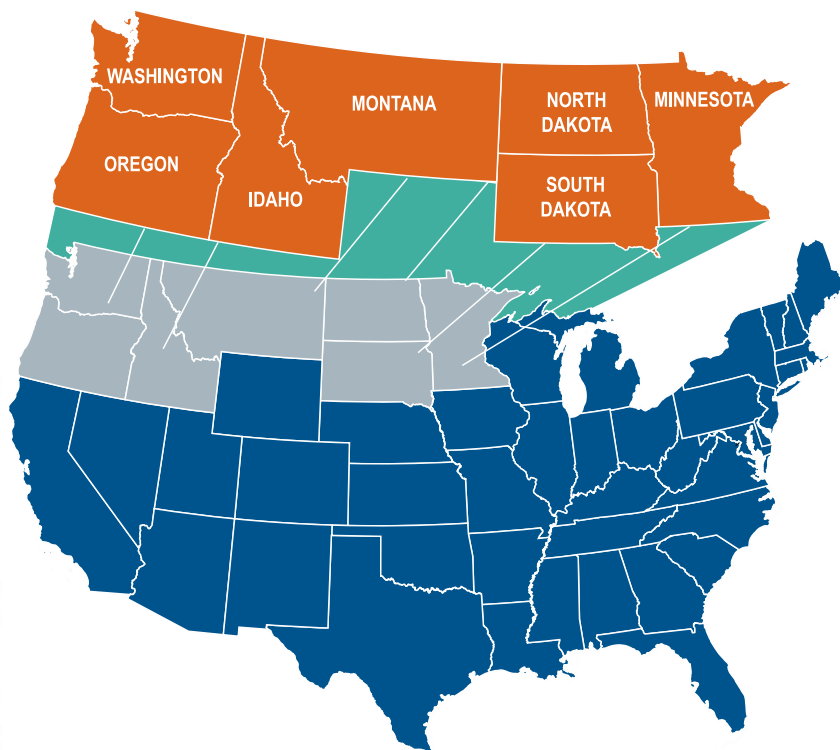 WASHINGTON
MONTANA
NORTH
DAKOTA
MINNESOTA
OREGON
IDAHO
SOUTH
DAKOTA